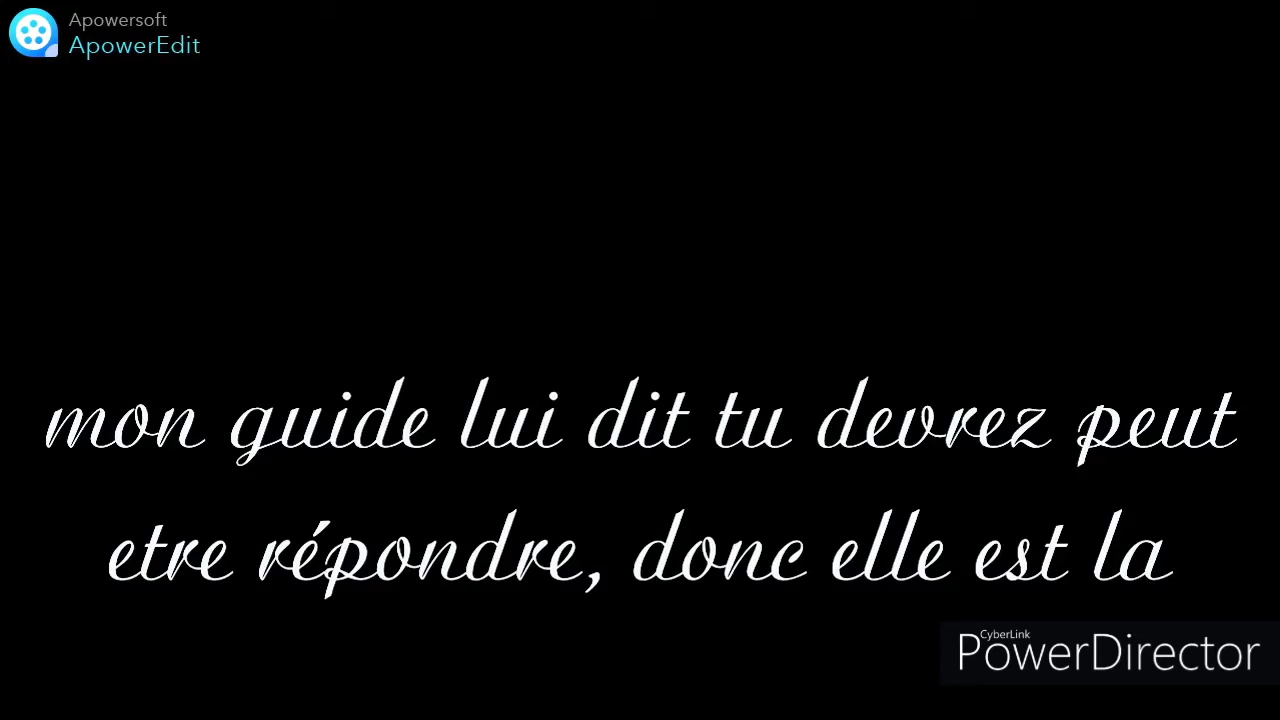 Apowersoft
ApowerEdit
mon guide lui dit tu devrez peut
etre répondre, donc elle est la
CyberLink
PowerDirector